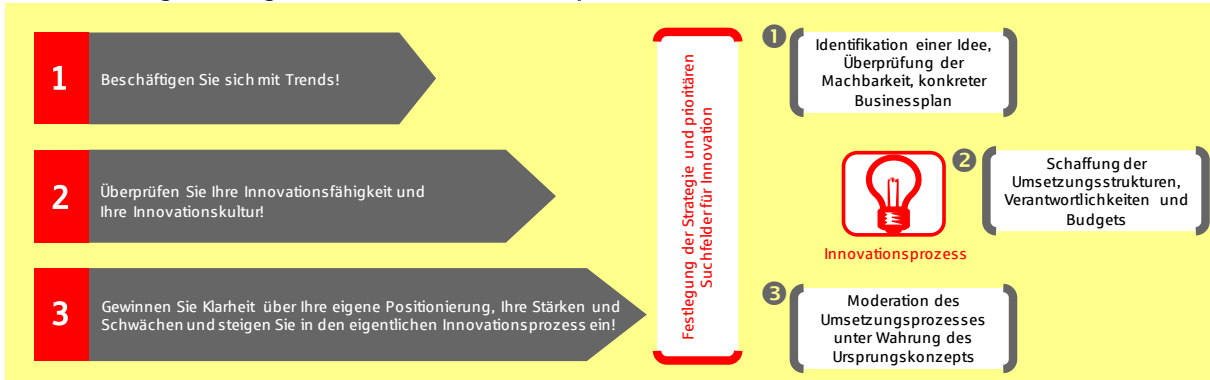 1
Beschäftigen Sie sich mit Trends!
2
Überprüfen Sie Ihre Innovationsfähigkeit und
Ihre Innovationskultur!
3
Gewinnen Sie Klarheit über Ihre eigene Positionierung, Ihre Stärken und
Schwächen und steigen Sie in den eigentlichen Innovationsprozess ein!
Festlegung der Strategie und prioritären
Suchfelder für Innovation
1
Identifikation einer Idee,
Überprüfung der
Machbarkeit, konkreter
Businessplan
2
Schaffung der
Umsetzungsstrukturen,
Verantwortlichkeiten und
Budgets
Innovationsprozess
3
Moderation des
Umsetzungsprozesses
unter Wahrung des
Ursprungskonzepts